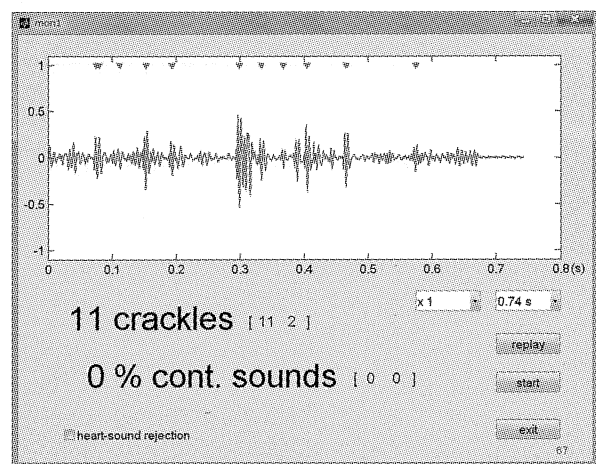 mon1
1
0.5
0
-0.5
-1
0 0.1 0.2 0.3 0.4 0.5 0.6 0.7 0.8(s)
x 1 0.74 s
11 crackles [ 11 2 ]
replay
0 % cont. sounds [ 0 0 ]
start
heart-sound rejection
exit
67